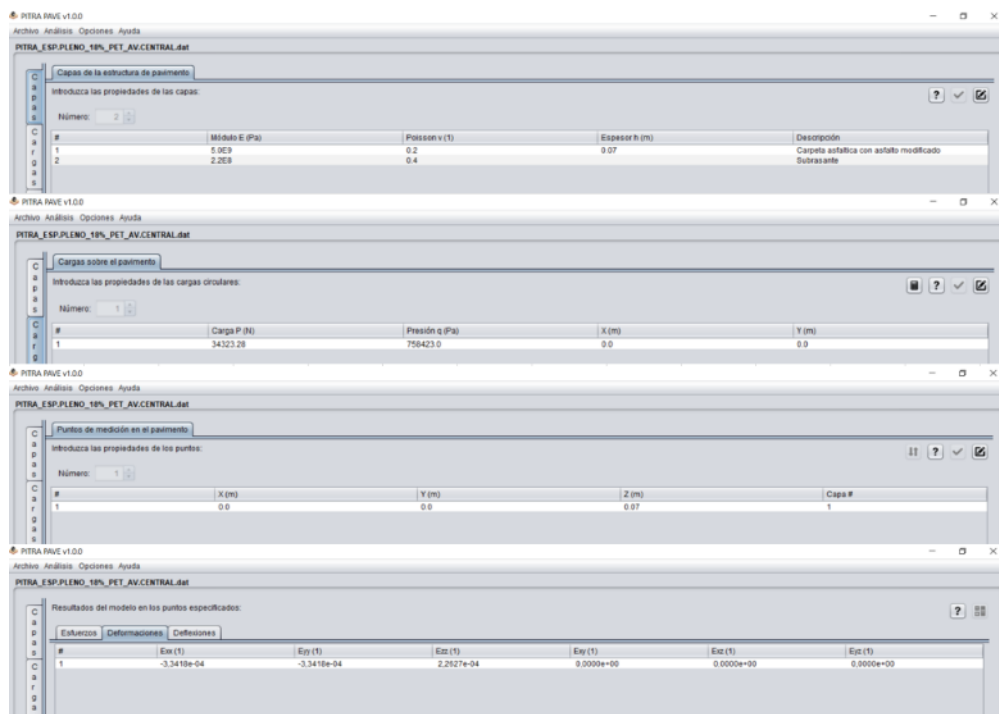 PITRA PAVE v1.0.0
Archivo Análisis Opciones Ayuda
PITRA_ESP.PLENO_18%_PET_AV.CENTRAL.dat
Capas
Cargas
Capas de la estructura de pavimento
Introduzca las propiedades de las capas:
?
Número: 2
# Módulo E (Pa) Poisson v (1) Espesor h (m) Descripción
1 5.0E9 0.2 0.07 Carpeta asfaltica con asfalto modificado
2 2.2E8 0.4 Subrasante
PITRA PAVE v1.0.0
Archivo Análisis Opciones Ayuda
PITRA_ESP.PLENO_18%_PET_AV.CENTRAL.dat
Capas
Carg
Cargas sobre el pavimento
Introduzca las propiedades de las cargas circulares:
?
Número: 1
# Carga P (N) Presión q (Pa) X (m) Y (m)
1 34323.28 758423.0 0.0 0.0
PITRA PAVE v1.0.0
Archivo Análisis Opciones Ayuda
PITRA_ESP.PLENO_18%_PET_AV.CENTRAL.dat
Capas
Cargas
Puntos de medición en el pavimento
Introduzca las propiedades de los puntos:
?
Número: 1
# X (m) Y (m) Z (m) Capa #
1 0.0 0.0 0.07 1
PITRA PAVE v1.0.0
Archivo Análisis Opciones Ayuda
PITRA_ESP.PLENO_18%_PET_AV.CENTRAL.dat
Capas
Carga
Resultados del modelo en los puntos especificados:
?
Esfuerzos Deformaciones Deflexiones
# Exx (1) Eyy (1) Ezz (1) Exy (1) Exz (1) Eyz (1)
1 -3,3418e-04 -3,3418e-04 2,2627e-04 0,0000e+00 0,0000e+00 0,0000e+00